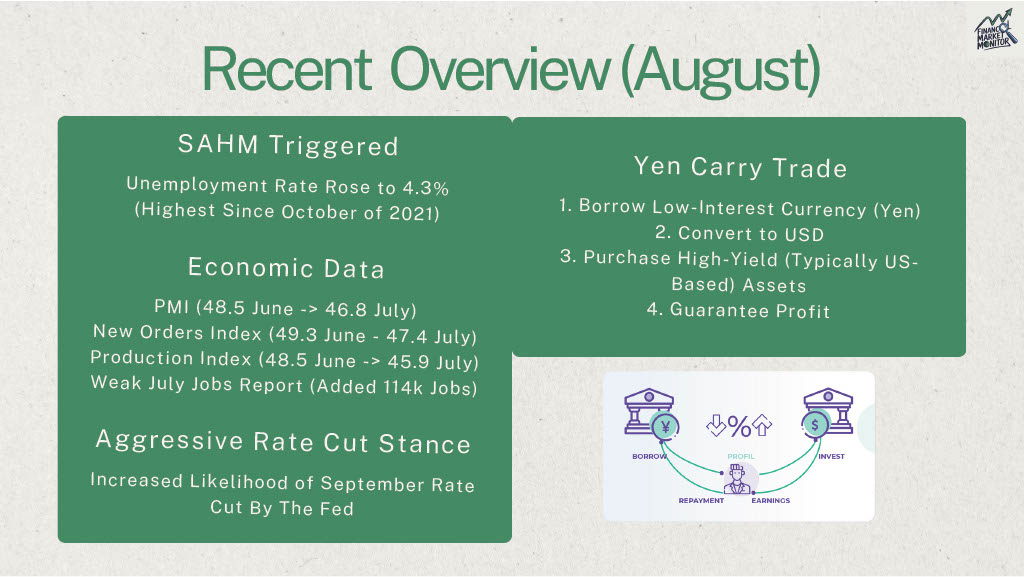 FINANCE
MARKET
MONITOR
Recent Overview (August)
SAHM Triggered
Unemployment Rate Rose to 4.3%
(Highest Since October of 2021)
Economic Data
PMI (48.5 June -> 46.8 July)
New Orders Index (49.3 June - 47.4 July)
Production Index (48.5 June -> 45.9 July)
Weak July Jobs Report (Added 114k Jobs)
Aggressive Rate Cut Stance
Increased Likelihood of September Rate
Cut By The Fed
Yen Carry Trade
1. Borrow Low-Interest Currency (Yen)
2. Convert to USD
3. Purchase High-Yield (Typically US-
Based) Assets
4. Guarantee Profit
¥
%
$
BORROW
PROFIL
INVEST
REPAYMENT
EARNINGS